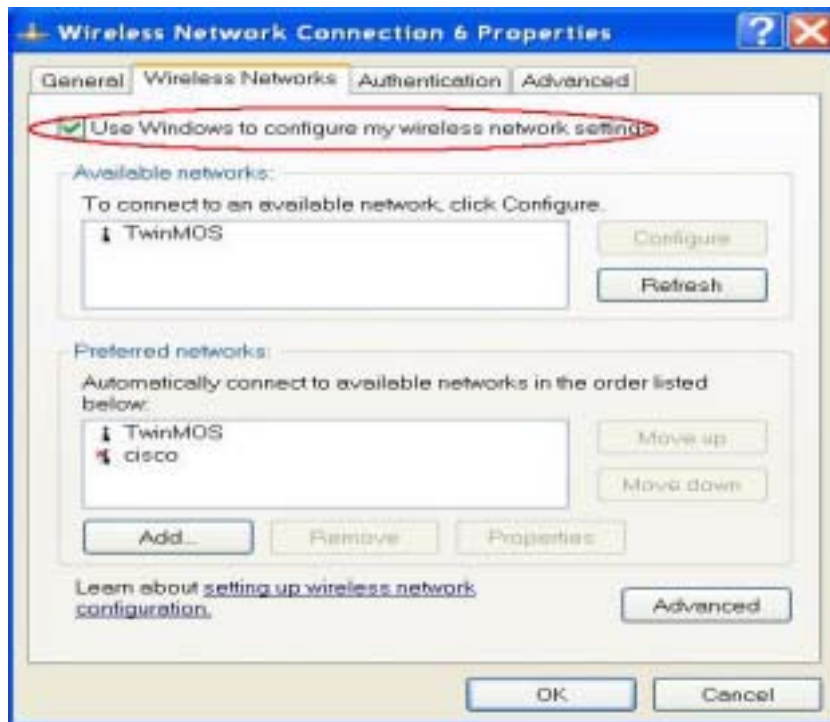 Wireless Network Connection 6 Properties
General Wireless Networks Authentication Advanced
Use Windows to configure my wireless network settings
Available networks:
To connect to an available network, click Configure.
TwinMOS
Configure
Refresh
Preferred networks:
Automatically connect to available networks in the order listed
below:
TwinMOS
cisco
Move up
Move down
Add...
Remove
Properties
Learn about setting up wireless network
configuration.
Advanced
OK
Cancel